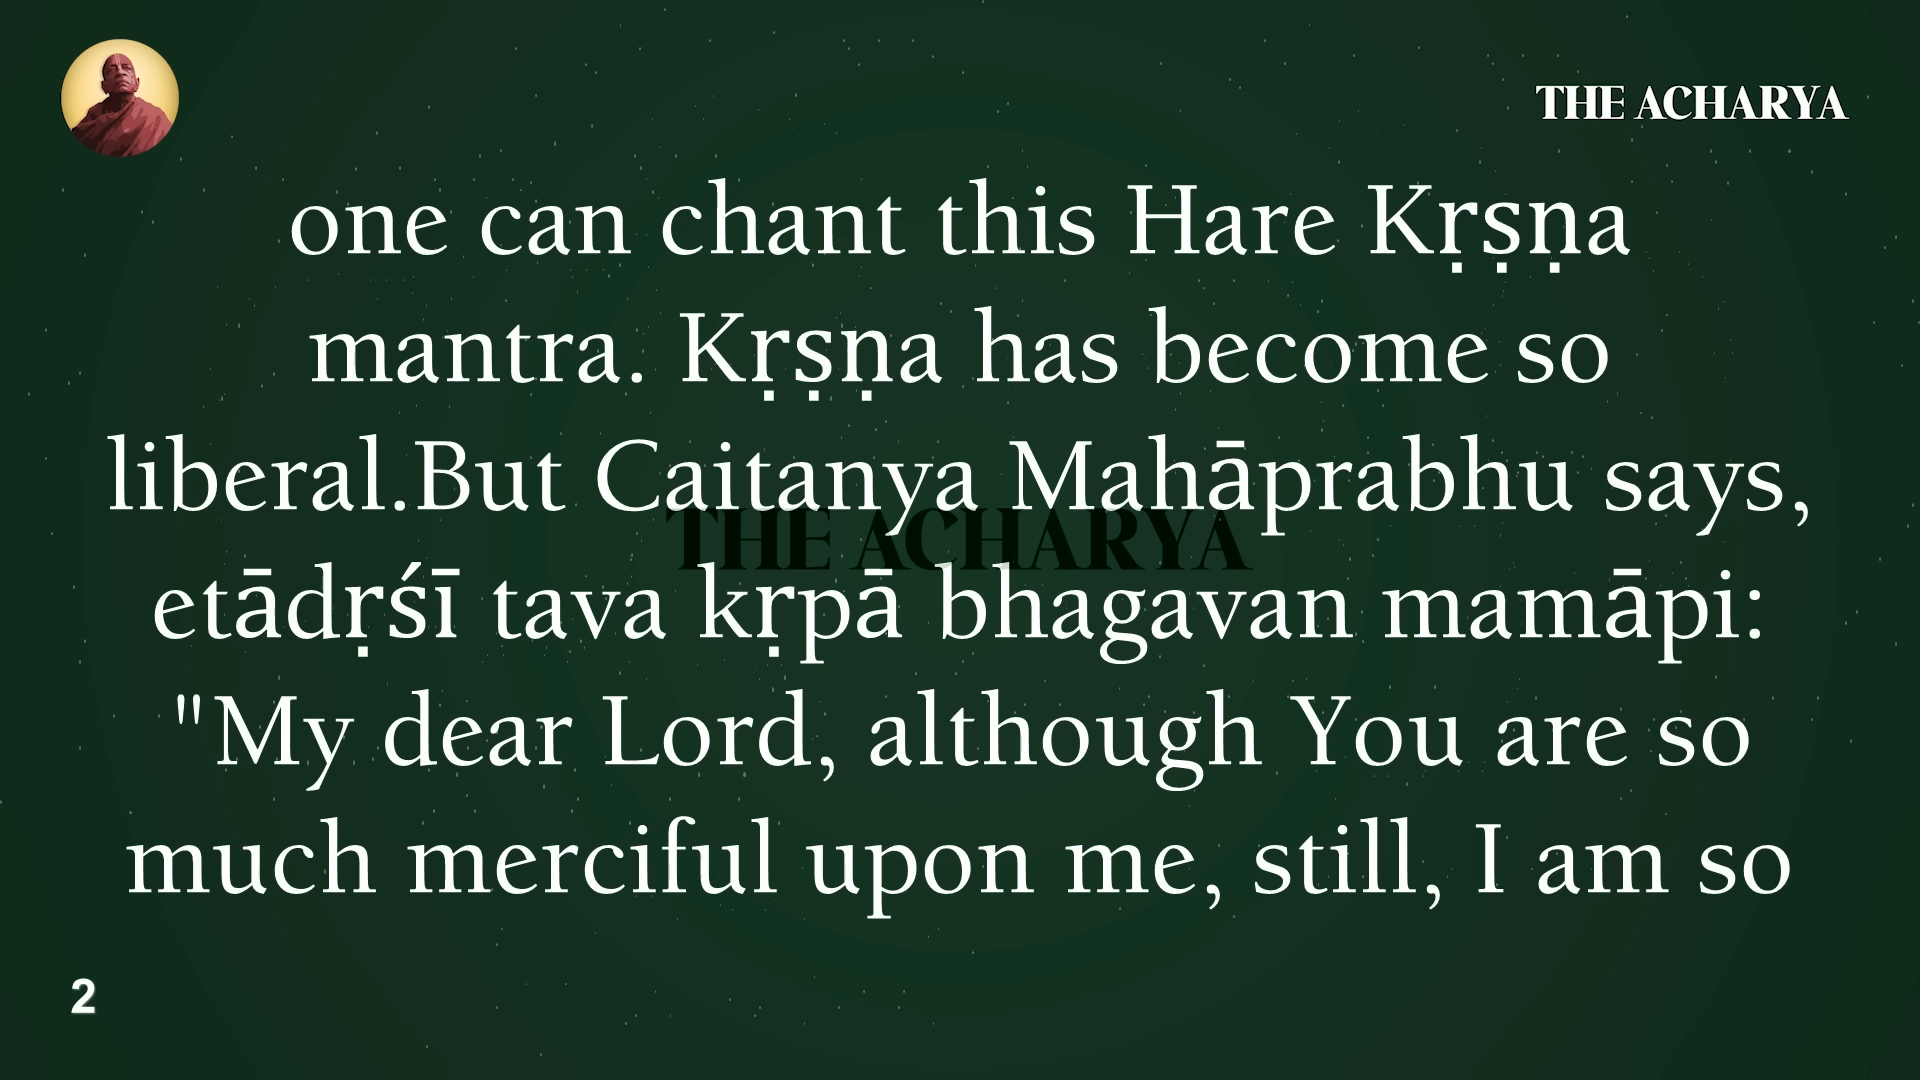 THE ACHARYA
one can chant this Hare Kṛṣṇa
mantra. Kṛṣṇa has become so
liberal.But Caitanya Mahāprabhu says,
THE ACHARYA
etādṛśī tava kṛpā bhagavan mamāpi:
"My dear Lord, although You are so
much merciful upon me, still, I am so
2